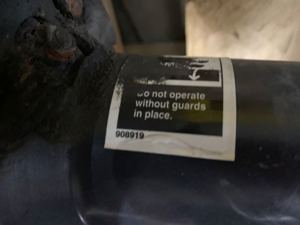 Do not operate
without guards
in place.
908919